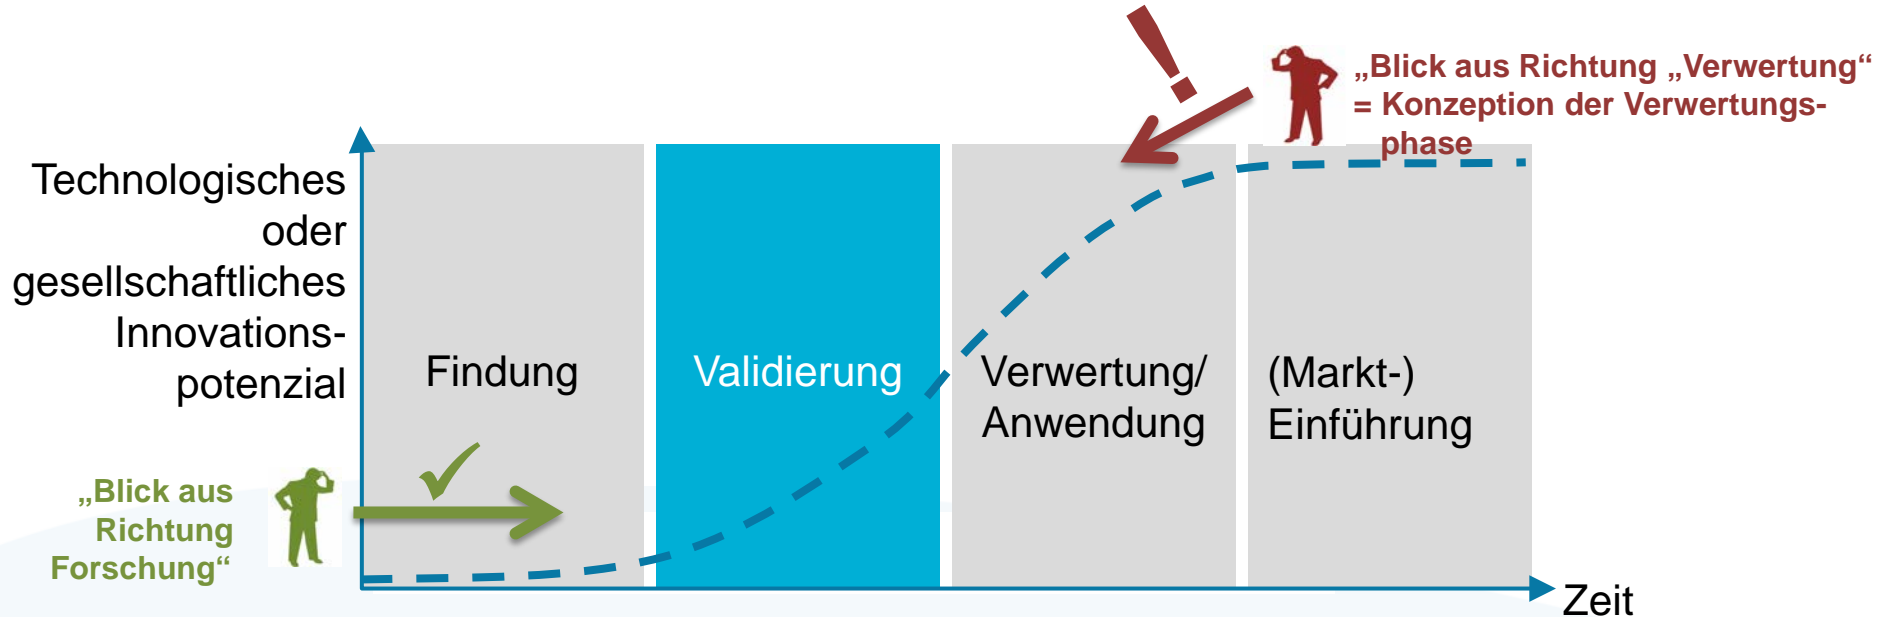 !
„Blick aus Richtung „Verwertung“
= Konzeption der Verwertungs-
phase
Technologisches
oder
gesellschaftliches
Innovations-
potenzial
Findung
Validierung
Verwertung/
Anwendung
(Markt-)
Einführung
„Blick aus
Richtung
Forschung“
Zeit